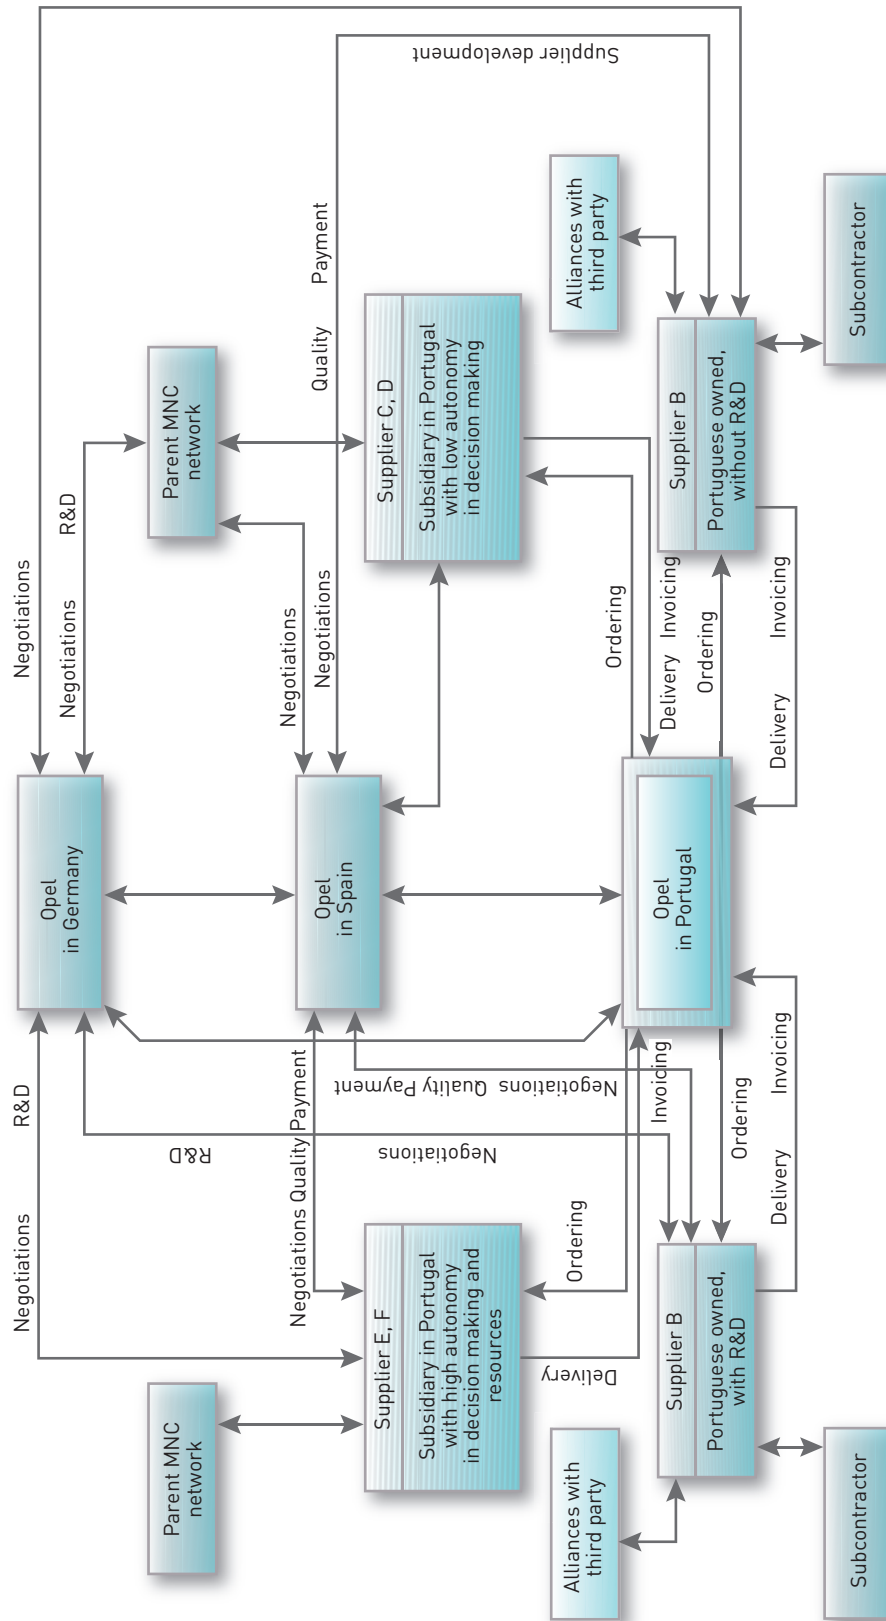 Negotiations
R&D
Negotiations
Opel
in Germany
Negotiations
R&D
Parent MNC
network
Parent MNC
network
R&D
Negotiations
Negotiations Quality Payment
Negotiations Quality Payment
Opel
in Spain
Negotiations
Negotiations
Quality
Payment
Supplier development
Supplier E, F
Subsidiary in Portugal
with high autonomy
in decision making and
resources
Supplier C, D
Subsidiary in Portugal
with low autonomy
in decision making
Ordering
Delivery
Invoicing
Opel
in Portugal
Ordering
Delivery
Invoicing
Alliances with
third party
Alliances with
third party
Supplier B
Portuguese owned,
with R&D
Ordering
Delivery
Invoicing
Ordering
Delivery
Invoicing
Supplier B
Portuguese owned,
without R&D
Subcontractor
Subcontractor